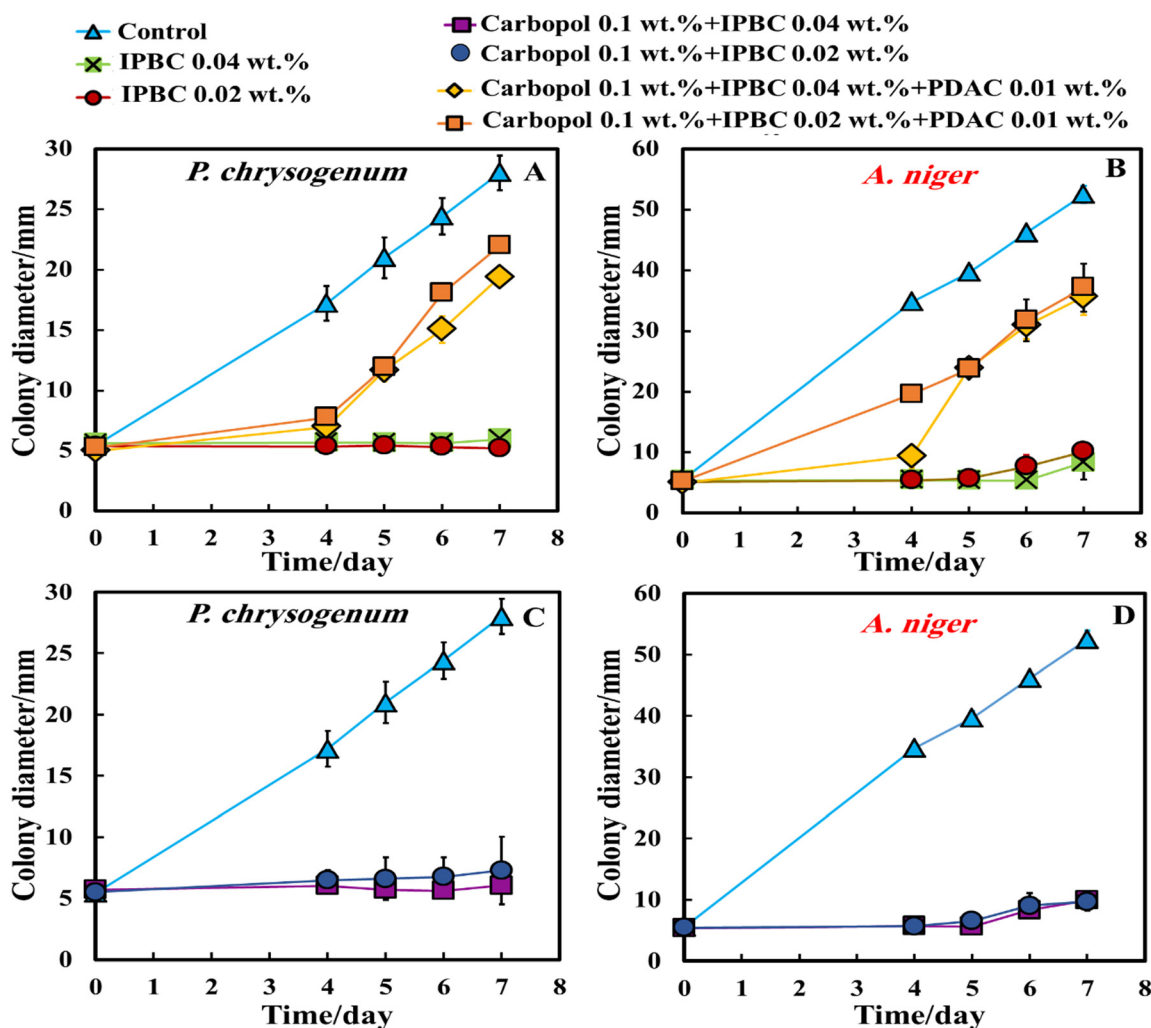 Control
IPBC 0.04 wt.%
IPBC 0.02 wt.%
Carbopol 0.1 wt.%+IPBC 0.04 wt.%
Carbopol 0.1 wt.%+IPBC 0.02 wt.%
Carbopol 0.1 wt.%+IPBC 0.04 wt.%+PDAC 0.01 wt.%
Carbopol 0.1 wt.%+IPBC 0.02 wt.%+PDAC 0.01 wt.%
P. chrysogenum A
Colony diameter/mm
30
25
20
15
10
5
0
0 1 2 3 4 5 6 7 8
Time/day
A. niger B
Colony diameter/mm
60
50
40
30
20
10
0
0 1 2 3 4 5 6 7 8
Time/day
P. chrysogenum C
Colony diameter/mm
30
25
20
15
10
5
0
0 1 2 3 4 5 6 7 8
Time/day
A. niger D
Colony diameter/mm
60
50
40
30
20
10
0
0 1 2 3 4 5 6 7 8
Time/day